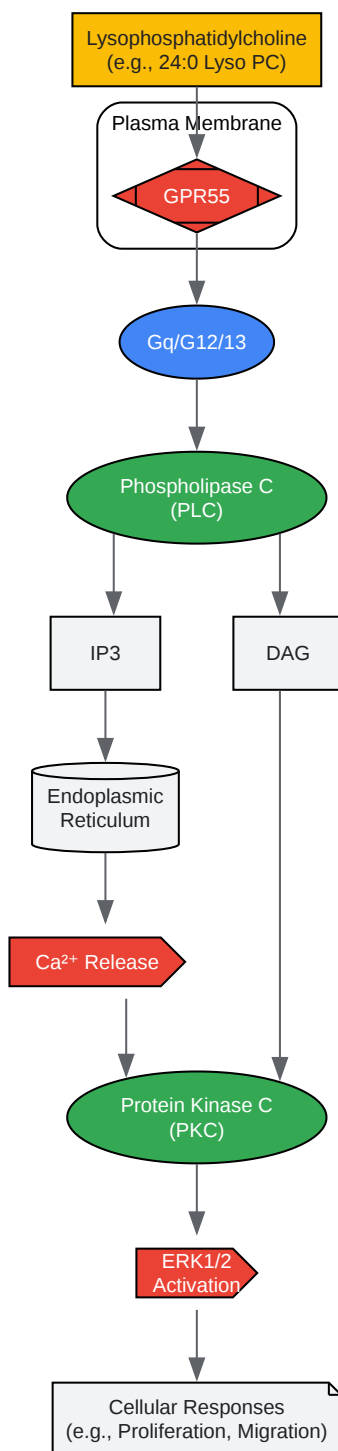 Lysophosphatidylcholine
(e.g., 24:0 Lyso PC)
Plasma Membrane
GPR55
Gq/G12/13
Phospholipase C
(PLC)
IP3
DAG
Endoplasmic
Reticulum
Ca²⁺ Release
Protein Kinase C
(PKC)
ERK1/2
Activation
Cellular Responses
(e.g., Proliferation, Migration)